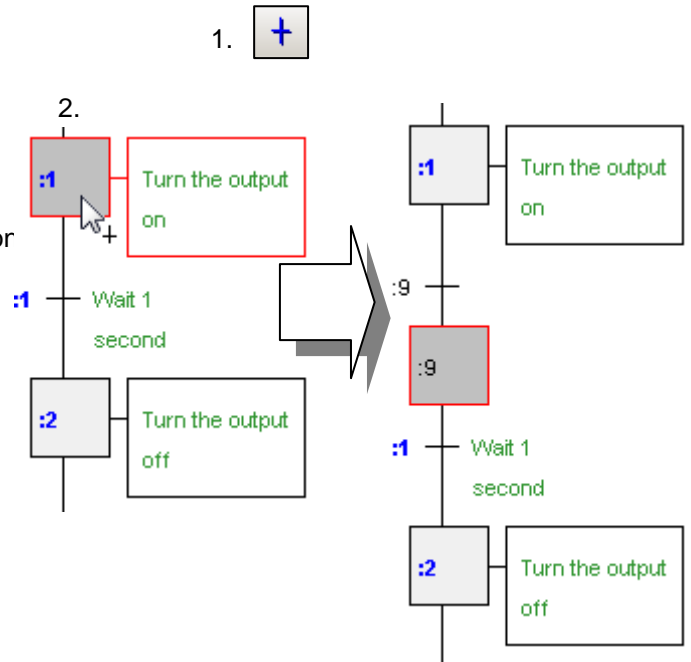 1.
2.
:1
Turn the output
on
or
:1
Wait 1
second
:2
Turn the output
off
:1
Turn the output
on
:9
:9
:1
Wait 1
second
:2
Turn the output
off